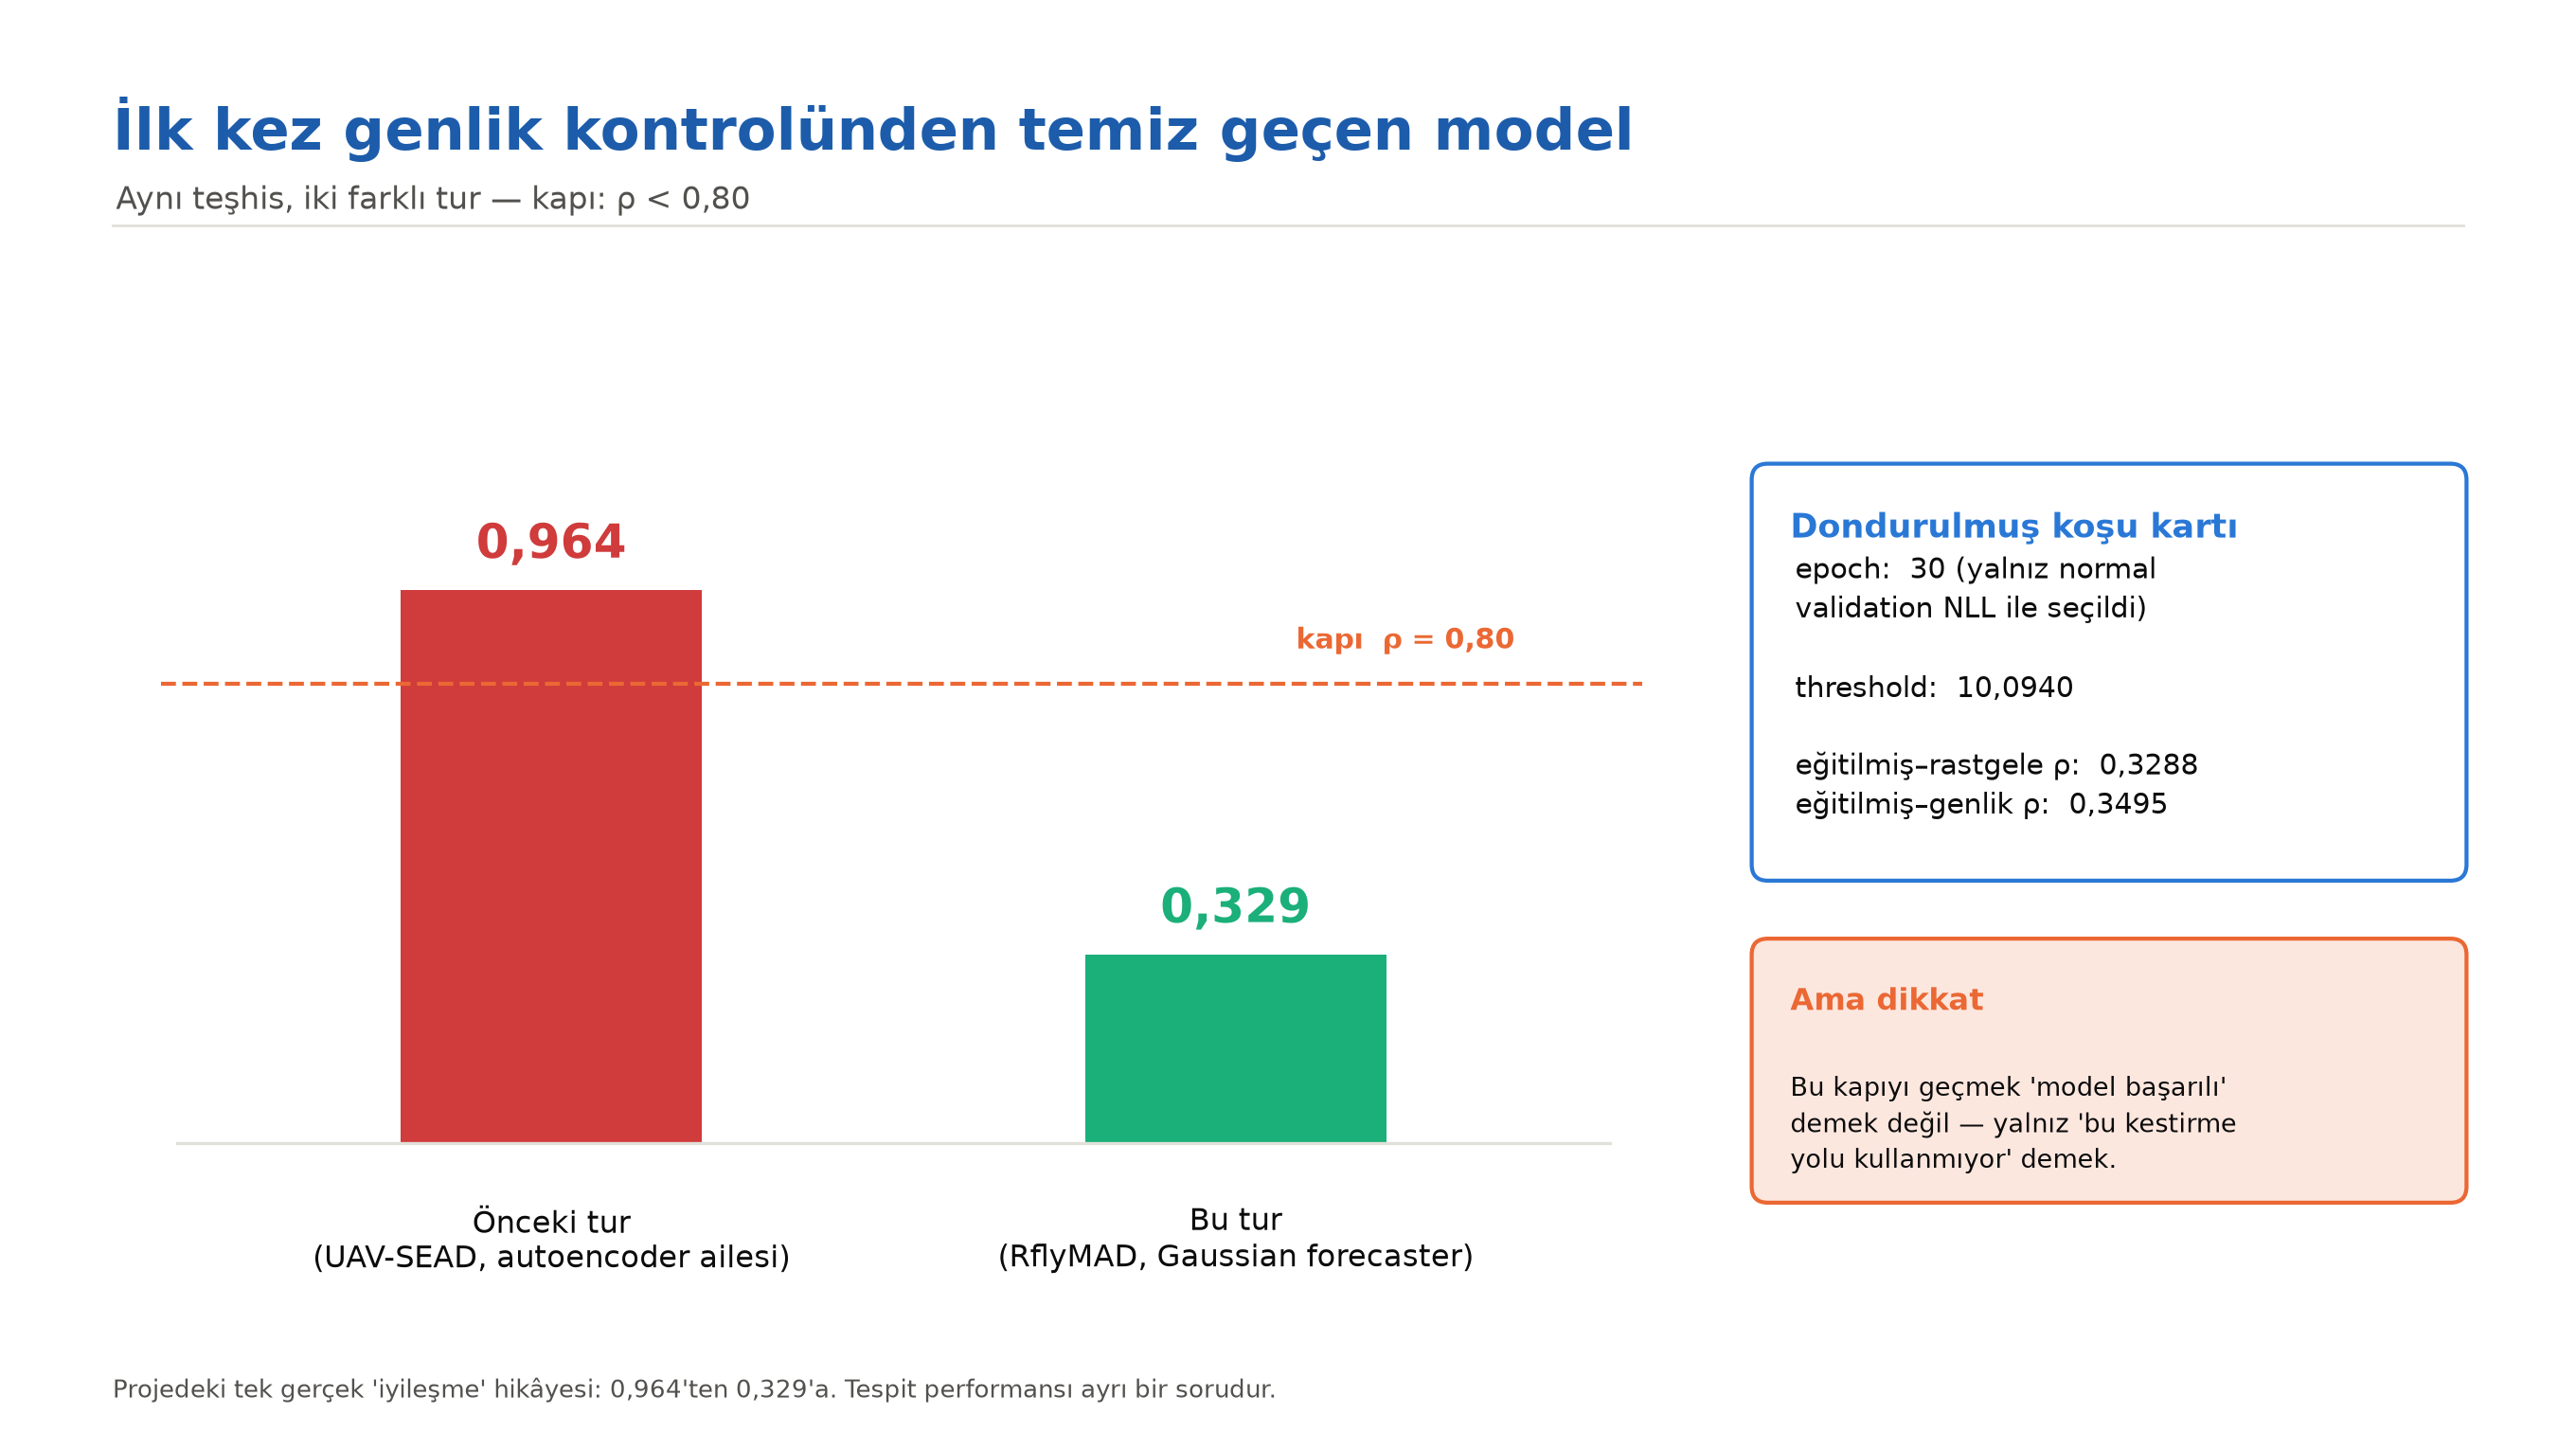 İlk kez genlik kontrolünden temiz geçen model
Aynı teşhis, iki farklı tur — kapı: ρ < 0,80
0,964
kapı  ρ = 0,80
0,329
Önceki tur
(UAV-SEAD, autoencoder ailesi)
Bu tur
(RflyMAD, Gaussian forecaster)
Dondurulmuş koşu kartı
epoch:  30 (yalnız normal
validation NLL ile seçildi)
threshold:  10,0940
eğitilmiş–rastgele ρ:  0,3288
eğitilmiş–genlik ρ:  0,3495
Ama dikkat
Bu kapıyı geçmek 'model başarılı'
demek değil — yalnız 'bu kestirme
yolu kullanmıyor' demek.
Projedeki tek gerçek 'iyileşme' hikâyesi: 0,964'ten 0,329'a. Tespit performansı ayrı bir sorudur.